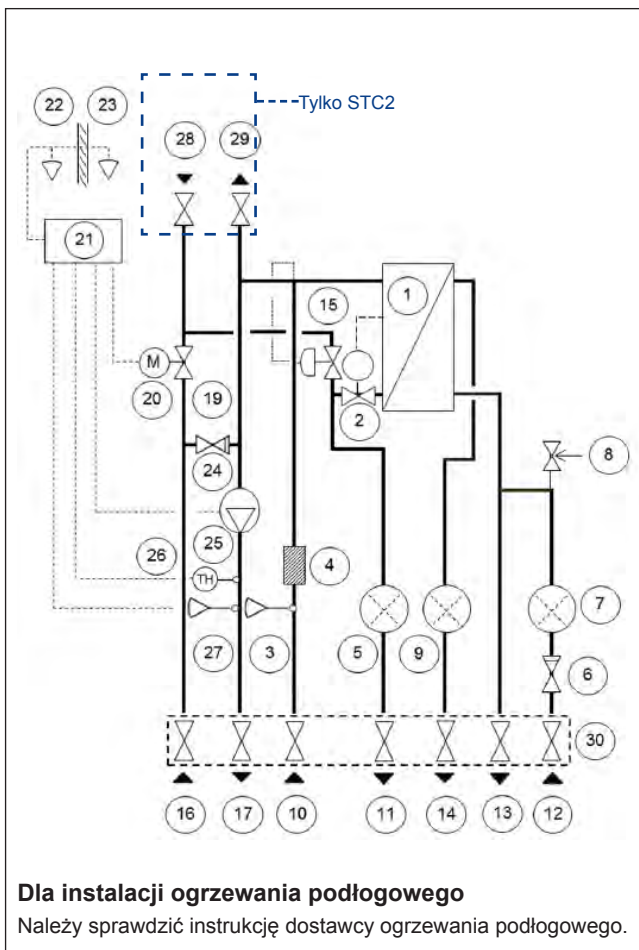 Tylko STC2
22 23
28 29
21
15 1
M
20 19
2
8
24
25
26
TH
4
27 3
5 9 7
6
30
16 17 10 11 14 13 12
Dla instalacji ogrzewania podłogowego
Należy sprawdzić instrukcję dostawcy ogrzewania podłogowego.